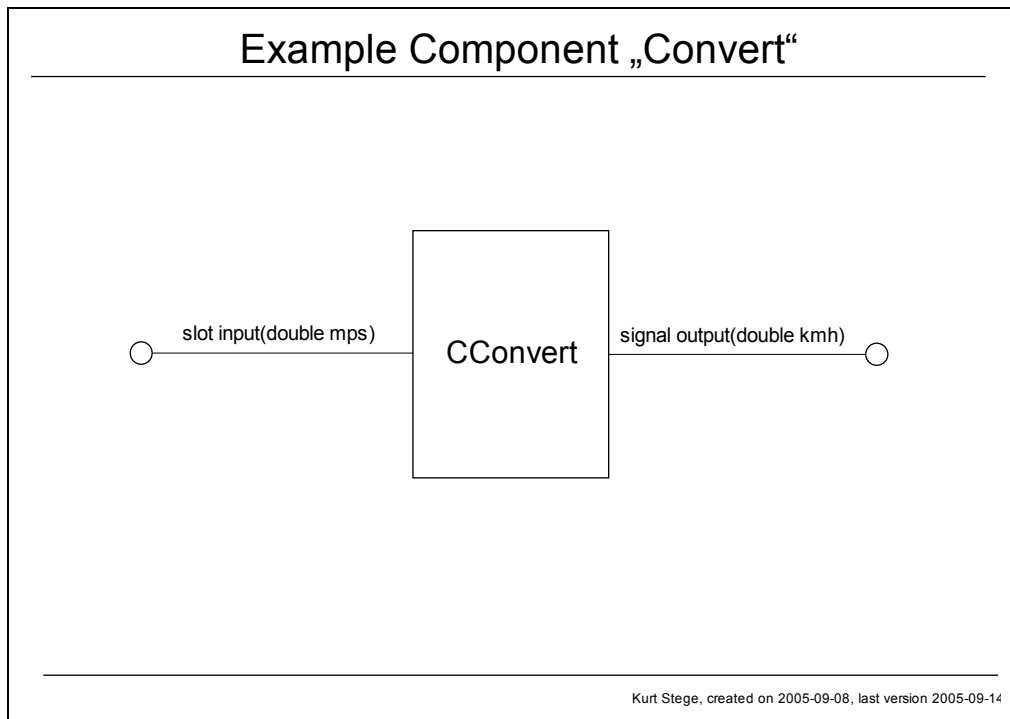 Example Component „Convert“
slot input(double mps)
CConvert
signal output(double kmh)
Kurt Stege, created on 2005-09-08, last version 2005-09-14